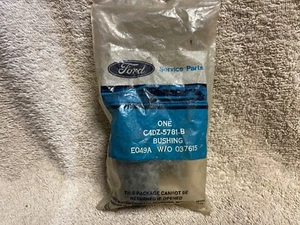 Ford
Service Parts
ONE
C4DZ-5781-B
BUSHING
E049A W/O 037615
THIS PACKAGE CANNOT BE
RETURNED IF OPENED